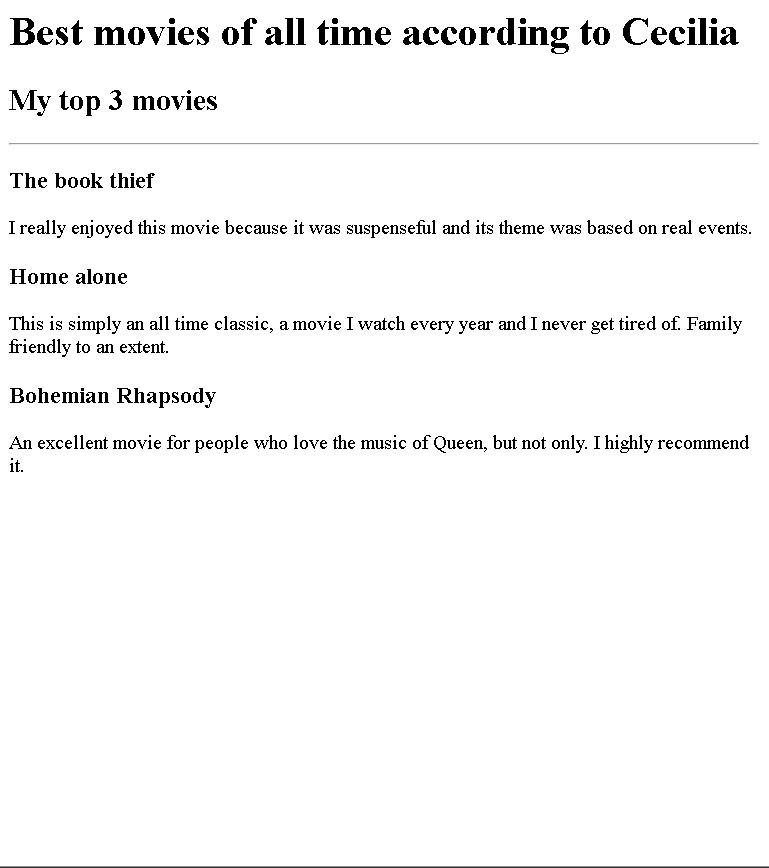 Best movies of all time according to Cecilia
My top 3 movies
The book thief
I really enjoyed this movie because it was suspenseful and its theme was based on real events.
Home alone
This is simply an all time classic, a movie I watch every year and I never get tired of. Family
friendly to an extent.
Bohemian Rhapsody
An excellent movie for people who love the music of Queen, but not only. I highly recommend
it.